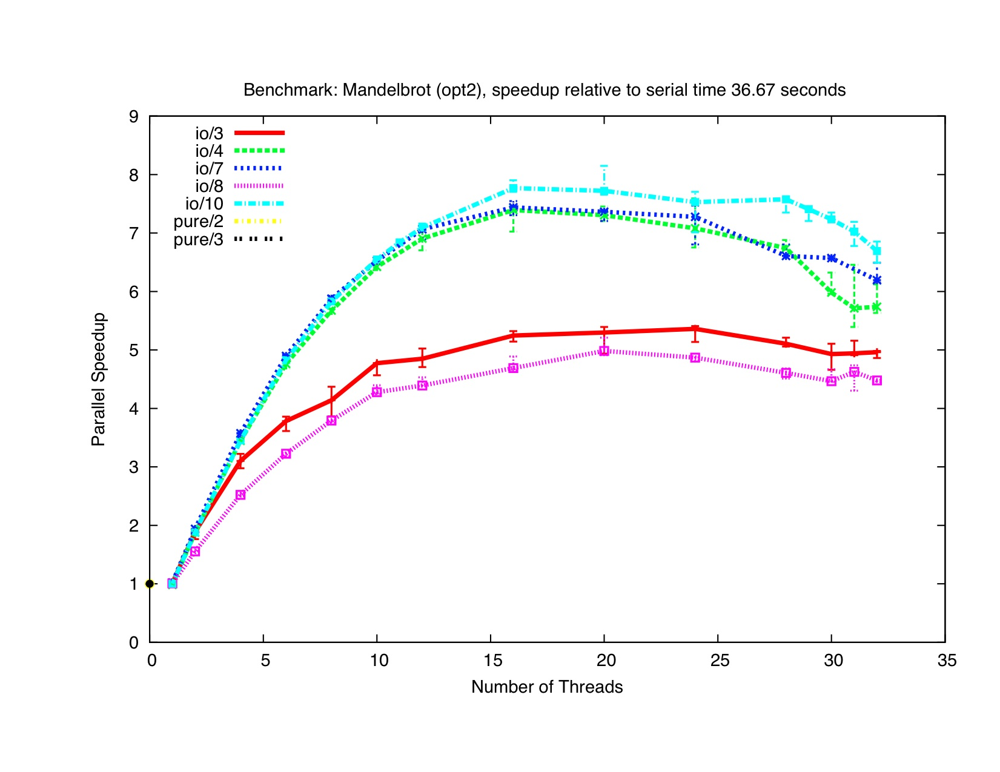 Benchmark: Mandelbrot (opt2), speedup relative to serial time 36.67 seconds
9
8
7
6
5
4
3
2
1
0
io/3
io/4
io/7
io/8
io/10
pure/2
pure/3
Parallel Speedup
0 5 10 15 20 25 30 35
Number of Threads